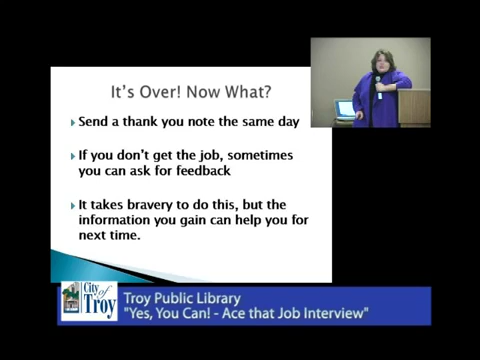 It's Over! Now What?
Send a thank you note the same day
If you don't get the job, sometimes
you can ask for feedback
It takes bravery to do this, but the
information you gain can help you for
next time.
City
of
Troy
Troy Public Library
"Yes, You Can! - Ace that Job Interview"